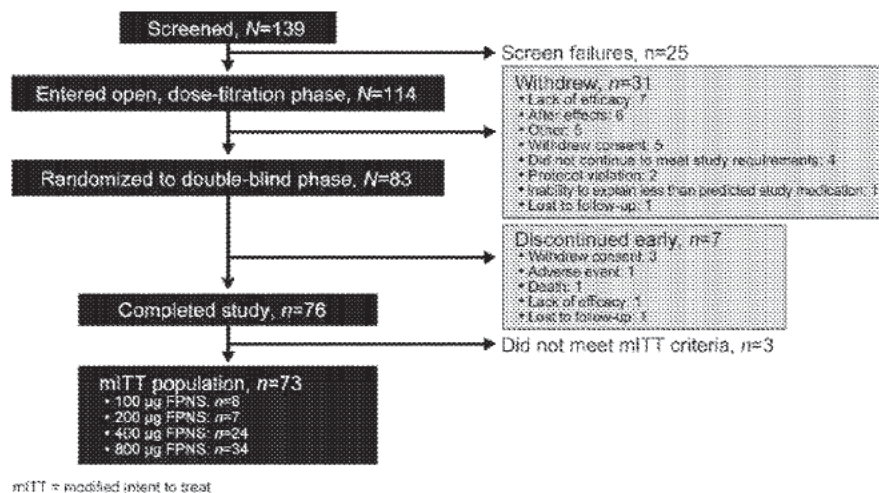 Screened, N=139
Screen failures, n=25
Entered open, dose-titration phase, N=114
Withdrew, n=31
• Lack of efficacy: 7
• After effects: 6
• Other: 5
• Withdrew consent: 5
• Did not continue to meet study requirements: 4
• Protocol violation: 2
• Inability to explain less than predicted study medication: 1
• Lost to follow-up: 1
Randomized to double-blind phase, N=83
Discontinued early, n=7
• Withdrew consent: 3
• Adverse event: 1
• Death: 1
• Lack of efficacy: 1
• Lost to follow-up: 1
Completed study, n=76
Did not meet mITT criteria, n=3
mITT population, n=73
• 100 µg FPNS: n=8
• 200 µg FPNS: n=7
• 400 µg FPNS: n=24
• 800 µg FPNS: n=34
mITT = modified intent to treat